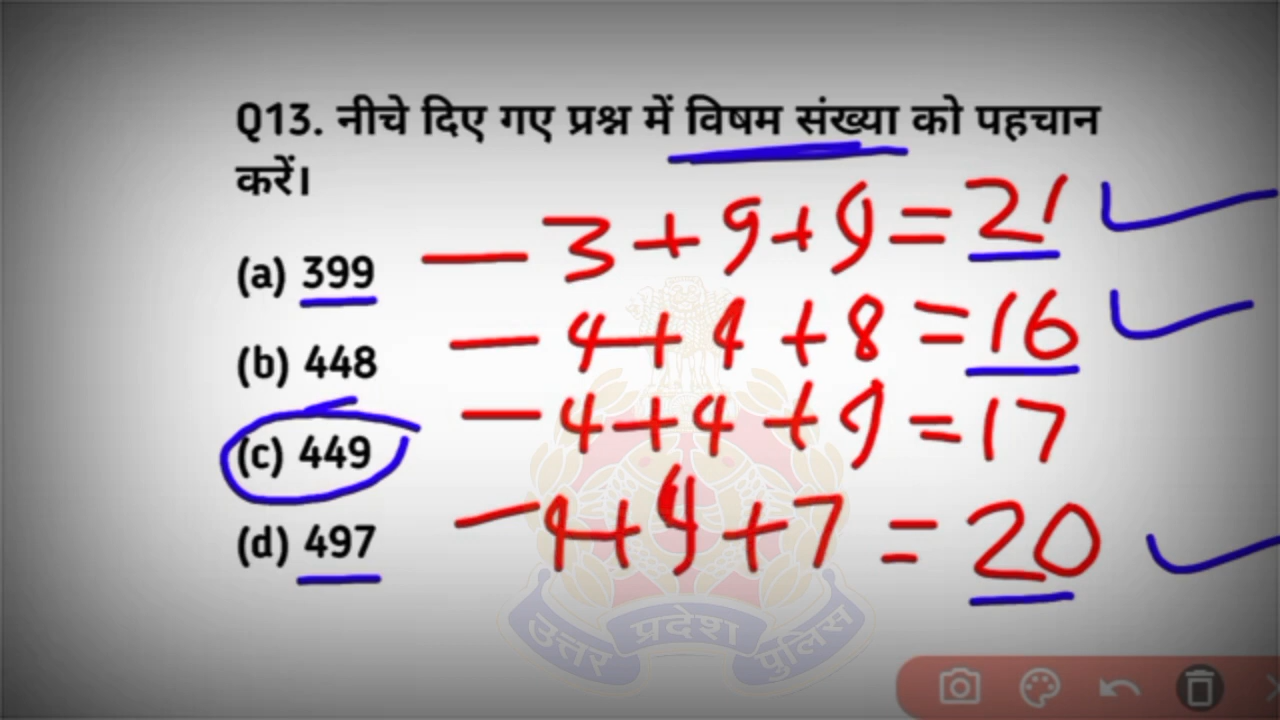 Q13. नीचे दिए गए प्रश्न में विषम संख्या को पहचान
करें।
(a) 399 — 3+9+9=21
(b) 448 — 4+4+8=16
(c) 449 — 4+4+9=17
(d) 497 — 4+9+7=20
उत्तर प्रदेश पुलिस